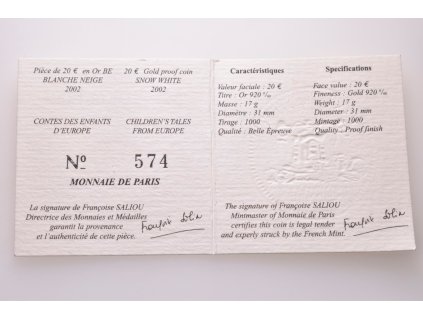 Pièce de 20 € en Or BE
BLANCHE NEIGE
2002
20 € Gold proof coin
SNOW WHITE
2002
CONTES DES ENFANTS
D'EUROPE
CHILDREN'S TALES
FROM EUROPE
Nº 574
MONNAIE DE PARIS
La signature de Françoise SALIOU
Directrice des Monnaies et Médailles
garantit la provenance
et l'authenticité de cette pièce.
Caractéristiques
Valeur faciale : 20 €
Titre : Or 920 ‰
Masse : 17 g
Diamètre : 31 mm
Tirage : 1000
Qualité : Belle Epreuve
Specifications
Face value : 20 €
Fineness : Gold 920 ‰
Weight : 17 g
Diameter : 31 mm
Mintage : 1000
Quality : Proof finish
The signature of Françoise SALIOU
Mintmaster of Monnaie de Paris
certifies this coin is legal tender
and experly struck by the French Mint.